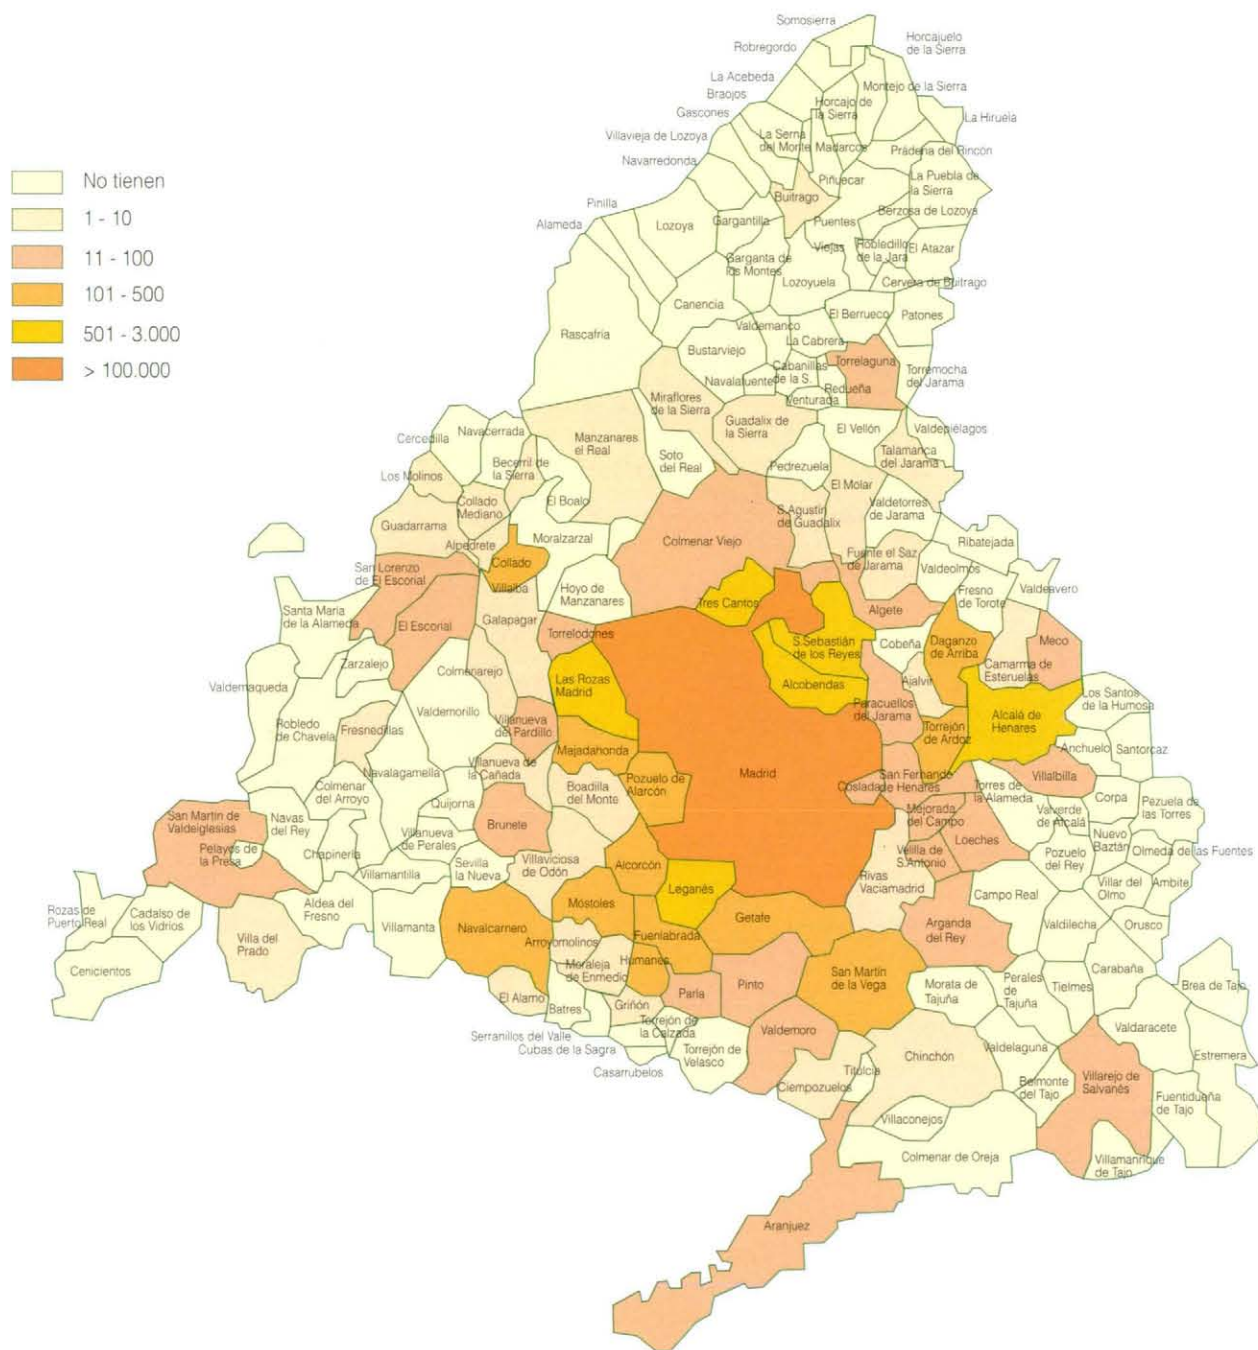 No tienen
1 - 10
11 - 100
101 - 500
501 - 3.000
> 100.000
Somosierra
Robregordo
Horcajuelo
de la Sierra
La Acebeda
Montejo de la Sierra
Braojos
Horcajo de
la Sierra
Gascones
La Hiruela
Villavieja de Lozoya
La Serna
del Monte
Madarcos
Prádena del Rincón
Navarredonda
Piñuecar
La Puebla de
la Sierra
Buitrago
Pinilla
Alameda
Lozoya
Gargantilla
Puentes
Viejas
Berzosa de Lozoya
Robledillo
de la Jara
El Atazar
Garganta de
los Montes
Lozoyuela
Cervera de Buitrago
Canencia
El Berrueco
Patones
Rascafría
Valdemanco
La Cabrera
Bustarviejo
Cabanillas
de la S.
Torrelaguna
Torremocha
del Jarama
Navalafuente
Redueña
Venturada
Miraflores
de la Sierra
Guadalix de
la Sierra
El Vellón
Valdepiélagos
Navacerrada
Cercedilla
Manzanares
el Real
Soto
del Real
Pedrezuela
Talamanca
del Jarama
Becerril de
la Sierra
Los Molinos
El Boalo
El Molar
Collado
Mediano
S.Agustín
de Guadalix
Valdetorres
de Jarama
Guadarrama
Moralzarzal
Colmenar Viejo
Ribatejada
Alpedrete
Fuente el Saz
de Jarama
Valdeolmos
Collado
Villalba
San Lorenzo
de El Escorial
Hoyo de
Manzanares
Tres Cantos
Algete
Fresno
de Torote
Valdeavero
Santa María
de la Alameda
El Escorial
Galapagar
Torrelodones
S.Sebastián
de los Reyes
Cobeña
Daganzo
de Arriba
Meco
Zarzalejo
Colmenarejo
Camarma de
Esteruelas
Valdemaqueda
Las Rozas
Madrid
Alcobendas
Ajalvir
Los Santos
de la Humosa
Robledo
de Chavela
Valdemorillo
Villanueva
del Pardillo
Paracuellos
del Jarama
Alcalá de
Henares
Fresnedillas
Torrejón
de Ardoz
Majadahonda
Anchuelo
Santorcaz
Navalagamella
Villanueva de
la Cañada
Madrid
Villalbilla
Colmenar
del Arroyo
Boadilla
del Monte
Pozuelo de
Alarcón
San Fernando
de Henares
Coslada
Torres de
la Alameda
Corpa
Pezuela de
las Torres
Quijorna
Mejorada
del Campo
Valverde
de Alcalá
San Martín de
Valdeiglesias
Navas
del Rey
Brunete
Loeches
Nuevo
Baztán
Villanueva
de Perales
Velilla de
S.Antonio
Pozuelo
del Rey
Olmeda de las Fuentes
Pelayos de
la Presa
Chapinería
Sevilla
la Nueva
Villaviciosa
de Odón
Alcorcón
Villamantilla
Leganés
Rivas
Vaciamadrid
Campo Real
Villar del
Olmo
Ambite
Rozas de
Puerto Real
Cadalso de
los Vidrios
Aldea del
Fresno
Móstoles
Villamanta
Navalcarnero
Getafe
Arganda
del Rey
Valdilecha
Orusco
Villa del
Prado
Fuenlabrada
Arroyomolinos
Humanes
Cenicientos
Moraleja
de Enmedio
San Martín
de la Vega
Carabaña
Morata de
Tajuña
Perales
de
Tajuña
Tielmes
Brea de Tajo
El Alamo
Batres
Griñón
Parla
Pinto
Serranillos del Valle
Torrejón de
la Calzada
Valdemoro
Valdaracete
Cubas de la Sagra
Chinchón
Valdelaguna
Estremera
Casarrubelos
Torrejón de
Velasco
Titulcia
Ciempozuelos
Belmonte
del Tajo
Villarejo de
Salvanés
Fuentidueña
de Tajo
Villaconejos
Colmenar de Oreja
Villamanrique
de Tajo
Aranjuez